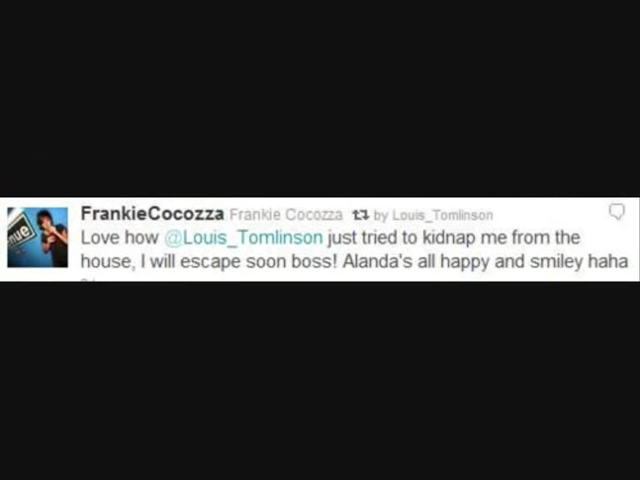 FrankieCocozza Frankie Cocozza by Louis_Tomlinson
Love how @Louis_Tomlinson just tried to kidnap me from the
house, I will escape soon boss! Alanda's all happy and smiley haha